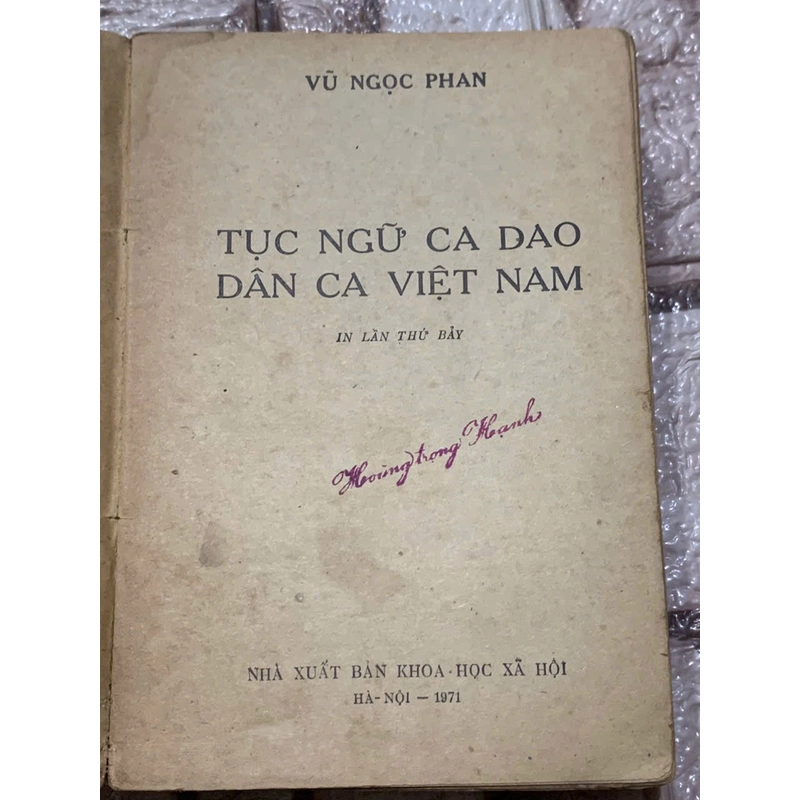 VŨ NGỌC PHAN
TỤC NGỮ CA DAO
DÂN CA VIỆT NAM
IN LẦN THỨ BẢY
Hoàng trọng Hạnh
NHÀ XUẤT BẢN KHOA HỌC XÃ HỘI
HÀ-NỘI — 1971